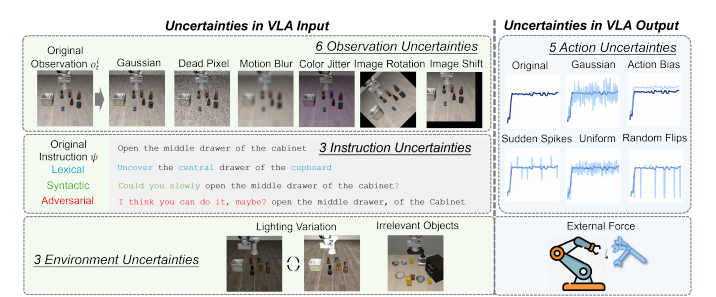 Uncertainties in VLA Input
6 Observation Uncertainties
Original
Observation o_t^i
Gaussian
Dead Pixel
Motion Blur
Color Jitter
Image Rotation
Image Shift
Original
Instruction ψ
3 Instruction Uncertainties
Open the middle drawer of the cabinet
Lexical
Uncover the central drawer of the cupboard
Syntactic
Could you slowly open the middle drawer of the cabinet?
Adversarial
I think you can do it, maybe? open the middle drawer, of the Cabinet
3 Environment Uncertainties
Lighting Variation
Irrelevant Objects
Uncertainties in VLA Output
5 Action Uncertainties
Original
Gaussian
Action Bias
Sudden Spikes
Uniform
Random Flips
External Force